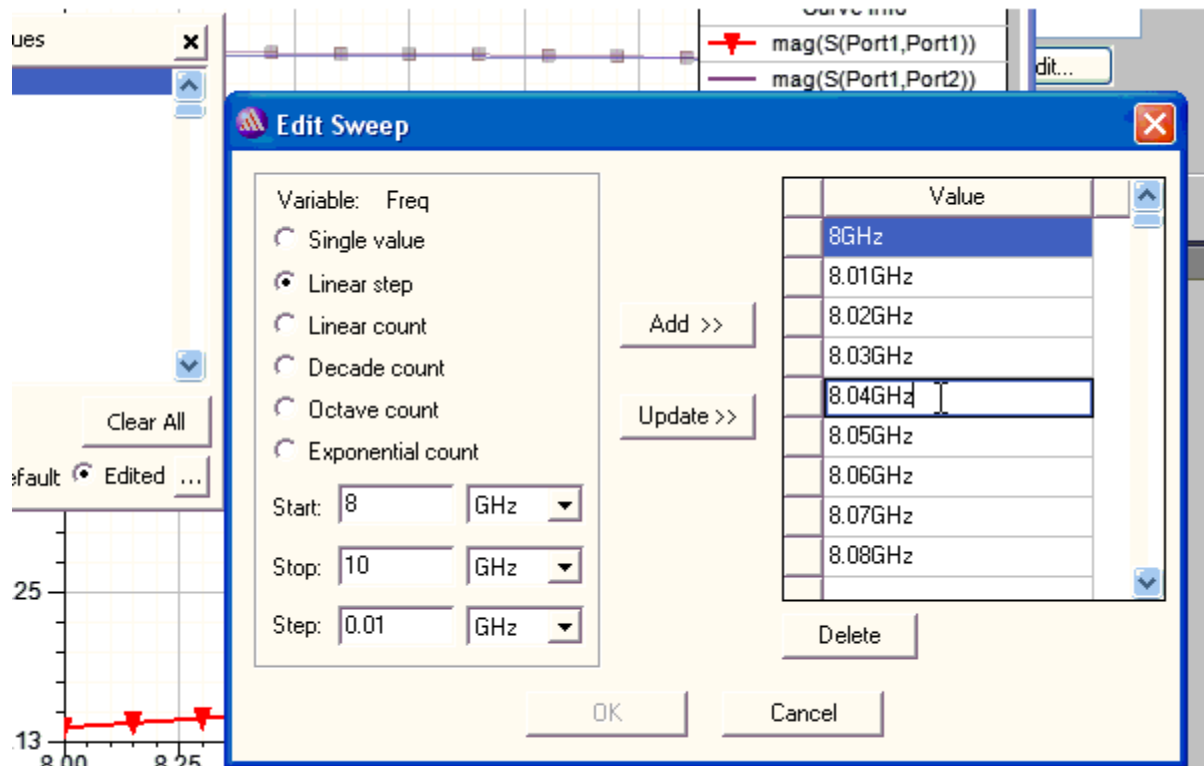 ues
mag(S(Port1,Port1))
mag(S(Port1,Port2))
dit...
Edit Sweep
Variable: Freq
Single value
Linear step
Linear count
Decade count
Octave count
Exponential count
Start: 8 GHz
Stop: 10 GHz
Step: 0.01 GHz
Add >>
Update >>
Value
8GHz
8.01GHz
8.02GHz
8.03GHz
8.04GHz
8.05GHz
8.06GHz
8.07GHz
8.08GHz
Delete
OK
Cancel
Clear All
efault Edited ...
.25
.13
8.00 8.25